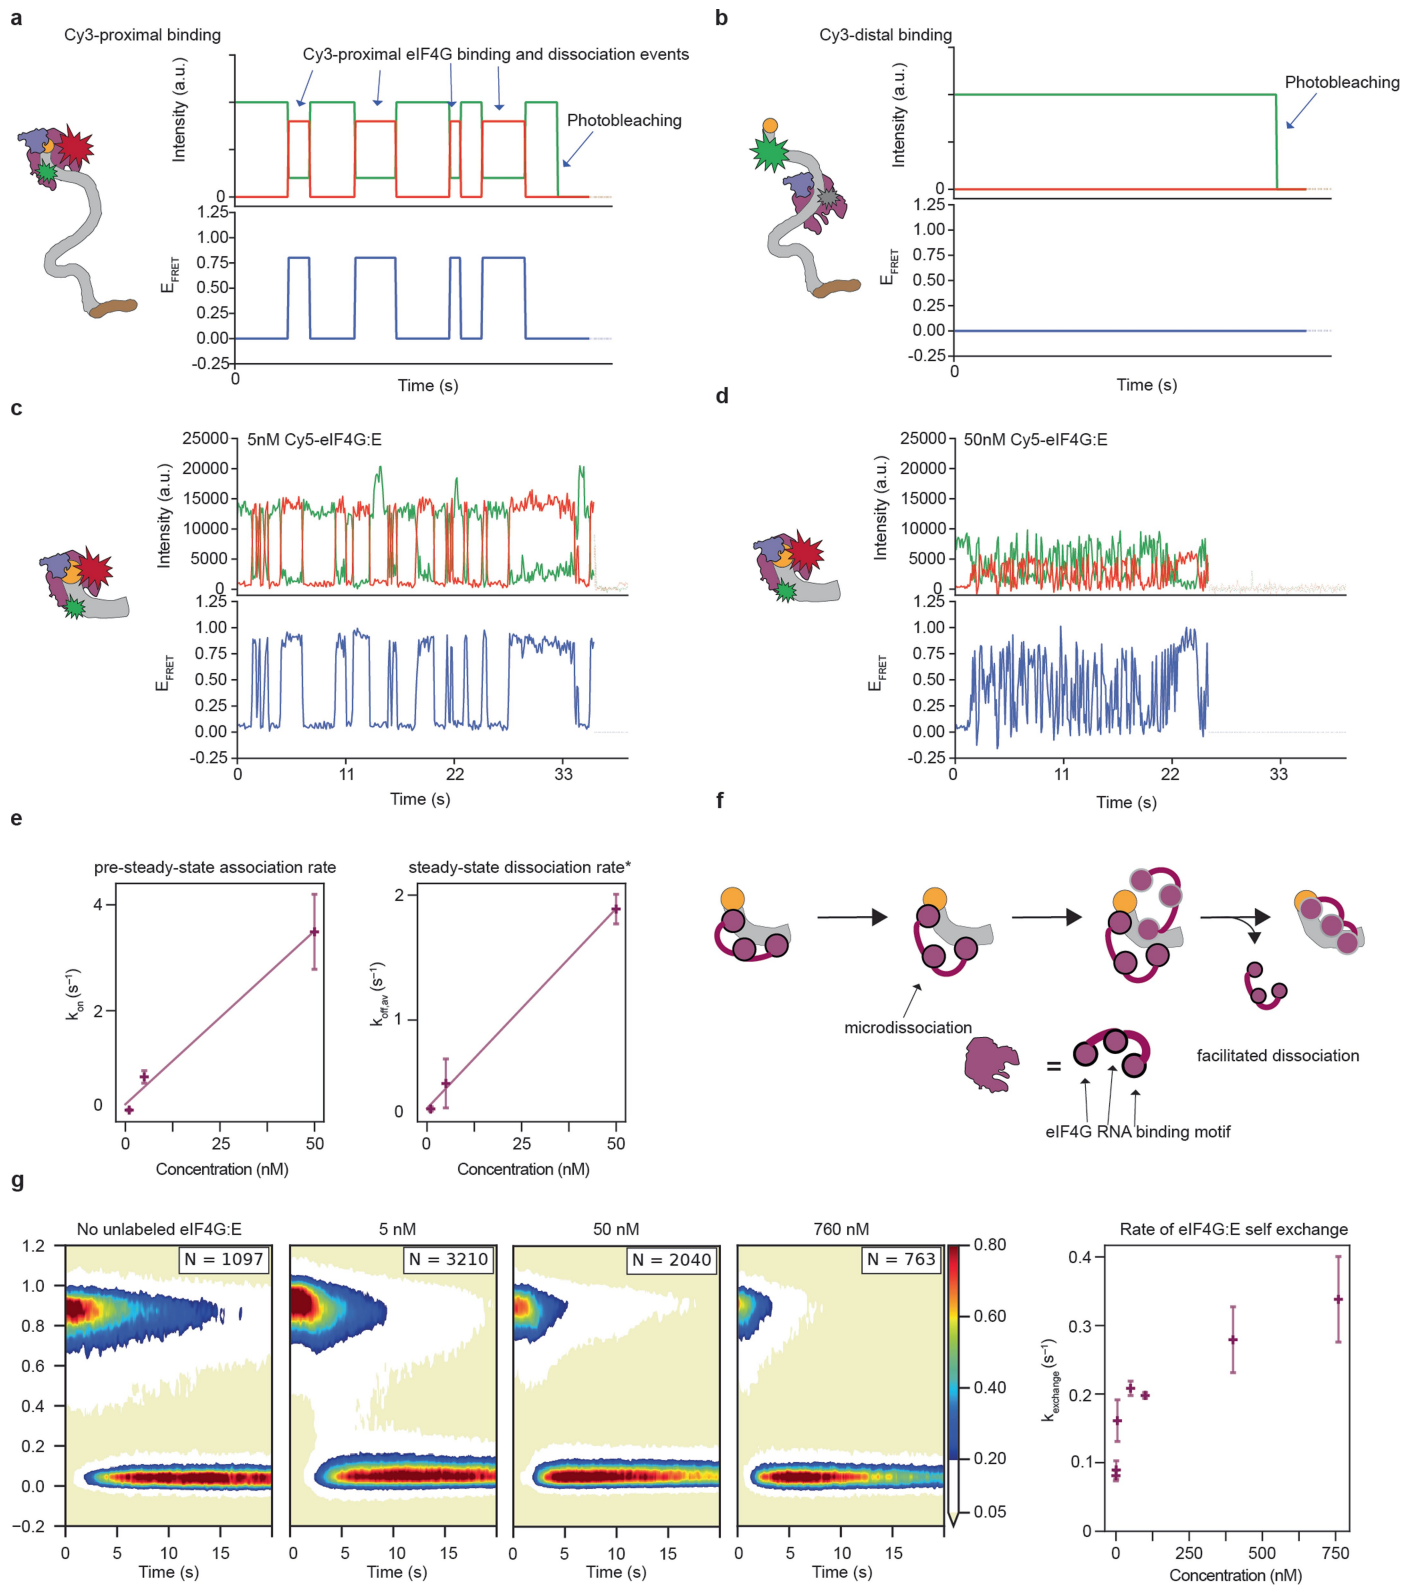 a
Cy3-proximal binding
Cy3-proximal eIF4G binding and dissociation events
Photobleaching
Intensity (a.u.)
0
1.25
1.00
0.75
0.50
0.25
0.00
-0.25
E_FRET
0
Time (s)
b
Cy3-distal binding
Photobleaching
Intensity (a.u.)
0
1.25
1.00
0.75
0.50
0.25
0.00
-0.25
E_FRET
0
Time (s)
c
5nM Cy5-eIF4G:E
Intensity (a.u.)
25000
20000
15000
10000
5000
0
1.25
1.00
0.75
0.50
0.25
0.00
-0.25
E_FRET
0 11 22 33
Time (s)
d
50nM Cy5-eIF4G:E
Intensity (a.u.)
25000
20000
15000
10000
5000
0
1.25
1.00
0.75
0.50
0.25
0.00
-0.25
E_FRET
0 11 22 33
Time (s)
e
pre-steady-state association rate
k_on (s⁻¹)
4
2
0
0 25 50
Concentration (nM)
steady-state dissociation rate*
k_off,av (s⁻¹)
2
1
0
0 25 50
Concentration (nM)
f
microdissociation
=
facilitated dissociation
eIF4G RNA binding motif
g
No unlabeled eIF4G:E
N = 1097
1.2
1.0
0.8
0.6
0.4
0.2
0.0
−0.2
0 5 10 15
Time (s)
5 nM
N = 3210
0 5 10 15
Time (s)
50 nM
N = 2040
0 5 10 15
Time (s)
760 nM
N = 763
0 5 10 15
Time (s)
0.80
0.60
0.40
0.20
0.05
Rate of eIF4G:E self exchange
k_exchange (s⁻¹)
0.4
0.3
0.2
0.1
0
0 250 500 750
Concentration (nM)